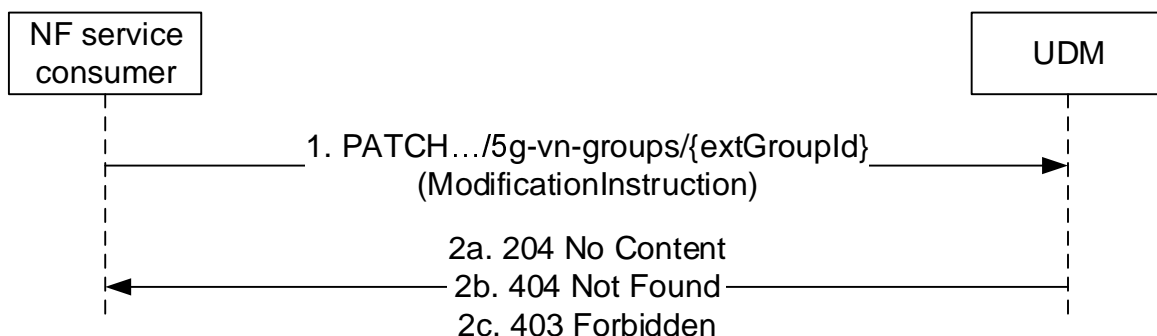 NF service
consumer
UDM
1. PATCH…/5g-vn-groups/{extGroupId}
(ModificationInstruction)
2a. 204 No Content
2b. 404 Not Found
2c. 403 Forbidden